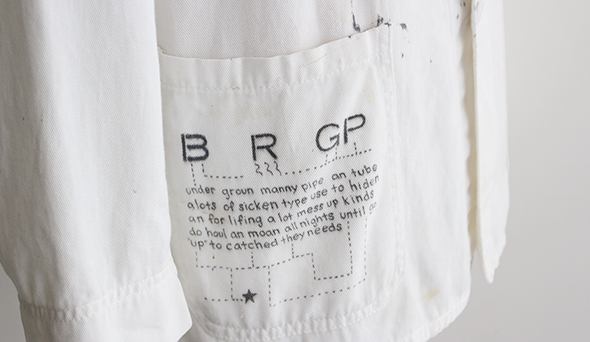 B R GP
under groun manny pipe an tube
alots of sicken type use to hiden
an for lifing a lot mess up kinds
do houl an moan all nights until
"up" to catched they needs